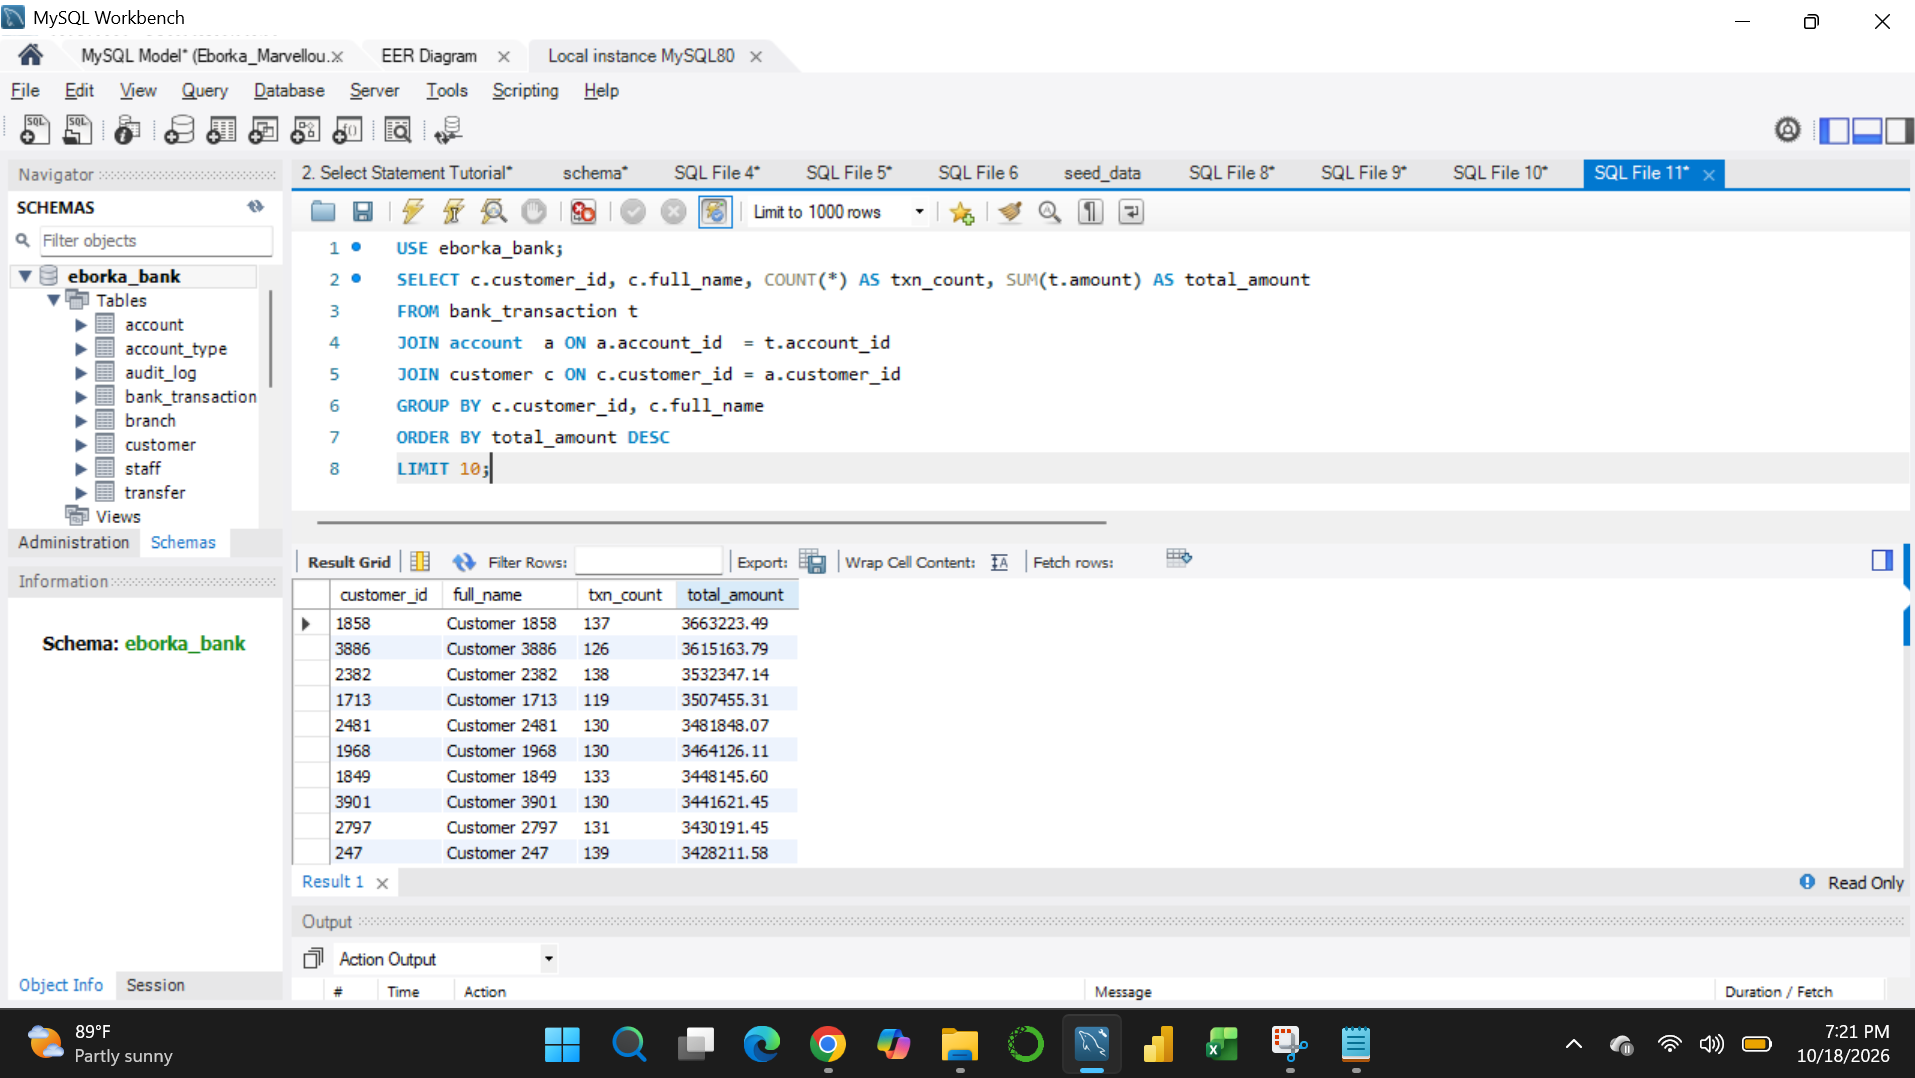 MySQL Workbench
MySQL Model* (Eborka_Marvellou. EER Diagram Local instance MySQL80
File Edit View Query Database Server Tools Scripting Help
Navigator
SCHEMAS
Filter objects
eborka_bank
Tables
account
account_type
audit_log
bank_transaction
branch
customer
staff
transfer
Views
Administration Schemas
Information
Schema: eborka_bank
Object Info Session
2. Select Statement Tutorial* schema* SQL File 4* SQL File 5* SQL File 6 seed_data SQL File 8* SQL File 9* SQL File 10* SQL File 11*
Limit to 1000 rows
1 USE eborka_bank;
2 SELECT c.customer_id, c.full_name, COUNT(*) AS txn_count, SUM(t.amount) AS total_amount
3 FROM bank_transaction t
4 JOIN account a ON a.account_id = t.account_id
5 JOIN customer c ON c.customer_id = a.customer_id
6 GROUP BY c.customer_id, c.full_name
7 ORDER BY total_amount DESC
8 LIMIT 10;
Result Grid Filter Rows: Export: Wrap Cell Content: Fetch rows:
customer_id full_name txn_count total_amount
1858 Customer 1858 137 3663223.49
3886 Customer 3886 126 3615163.79
2382 Customer 2382 138 3532347.14
1713 Customer 1713 119 3507455.31
2481 Customer 2481 130 3481848.07
1968 Customer 1968 130 3464126.11
1849 Customer 1849 133 3448145.60
3901 Customer 3901 130 3441621.45
2797 Customer 2797 131 3430191.45
247 Customer 247 139 3428211.58
Result 1 Read Only
Output
Action Output
# Time Action Message Duration / Fetch
89°F
Partly sunny
7:21 PM
10/18/2026